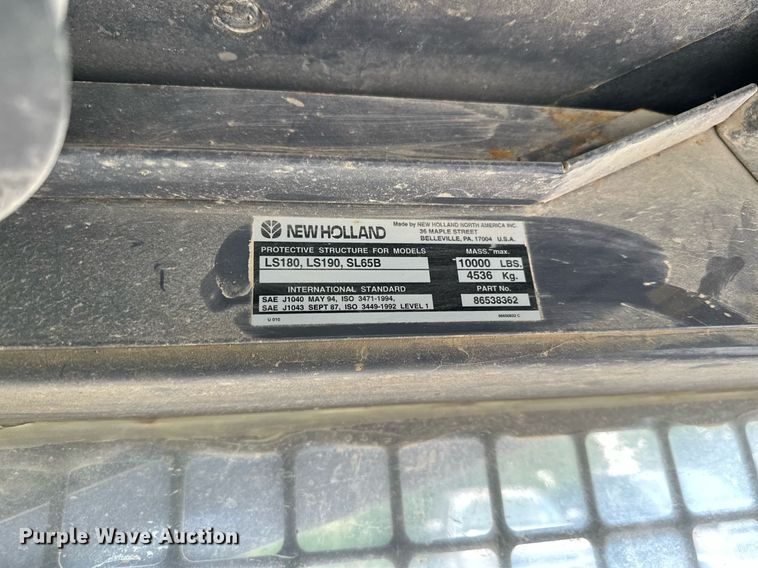 NEW HOLLAND
Made by NEW HOLLAND NORTH AMERICA INC.
36 MAPLE STREET
BELLEVILLE, PA. 17004 U.S.A.
PROTECTIVE STRUCTURE FOR MODELS
MASS. max.
LS180, LS190, SL65B
10000 LBS.
4536 Kg.
INTERNATIONAL STANDARD
PART No.
SAE J1040 MAY 94, ISO 3471-1994,
SAE J1043 SEPT 87, ISO 3449-1992 LEVEL 1
86538362
U 010
Purple Wave Auction®